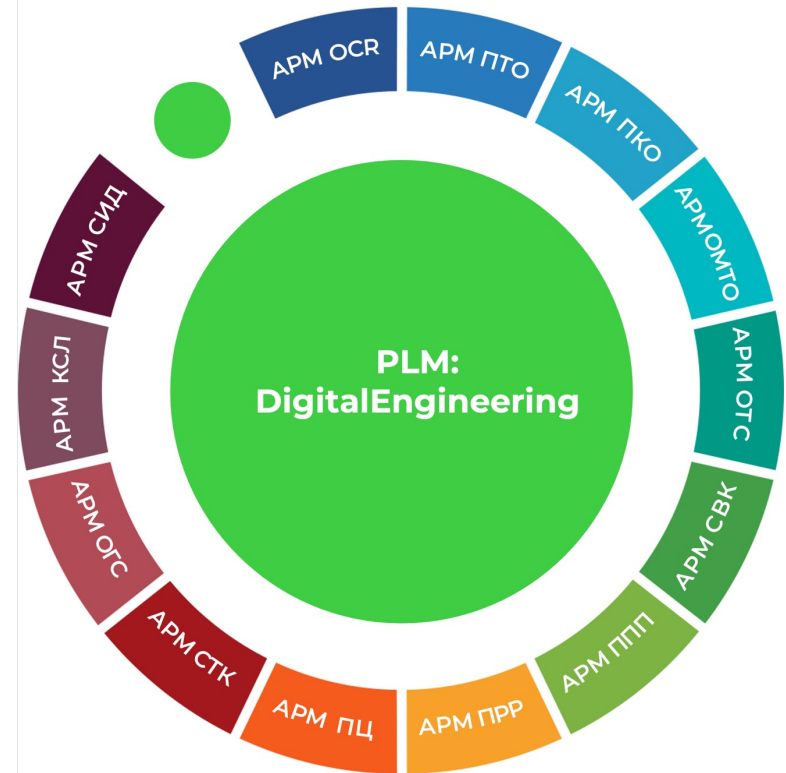 АРМ OCR
АРМ ПТО
АРМ ПКО
АРМОМТО
АРМ ОТС
АРМ СВК
АРМ ППП
АРМ ПРР
АРМ ПЦ
АРМ СТК
АРМ ОГС
АРМ КСЛ
АРМ СИД
PLM:
DigitalEngineering